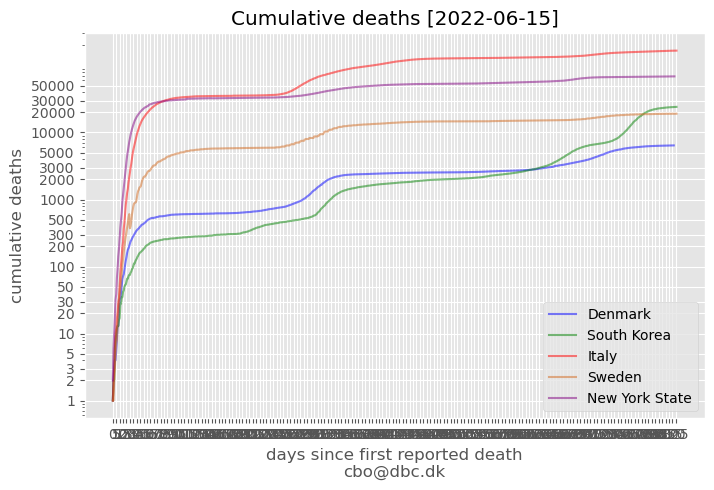 Cumulative deaths [2022-06-15]
cumulative deaths
50000
30000
20000
10000
5000
3000
2000
1000
500
300
200
100
50
30
20
10
5
3
2
1
Denmark
South Korea
Italy
Sweden
New York State
days since first reported death
cbo@dbc.dk